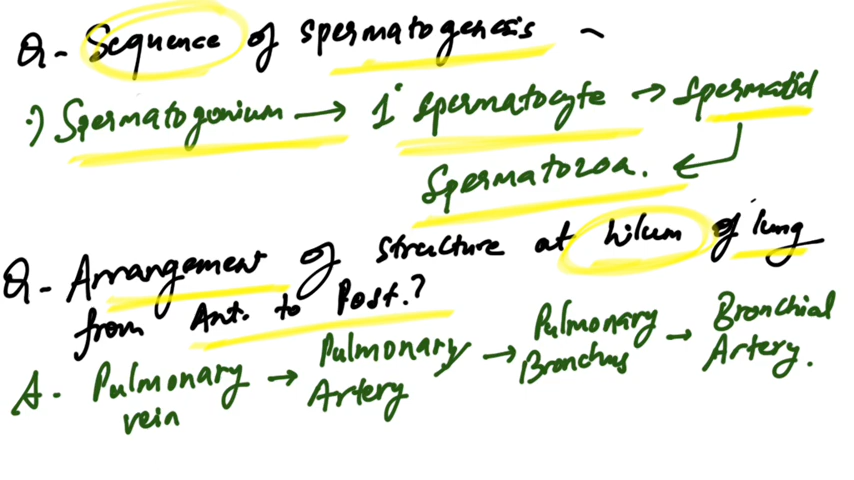 Q- Sequence of spermatogenesis ~
·) Spermatogonium → 1° spermatocyte → Spermatid
Spermatozoa.
Q- Arrangement of structure at hilum of lung
from Ant. to Post.?
A- Pulmonary vein → Pulmonary Artery → Pulmonary Bronchus → Bronchial Artery.